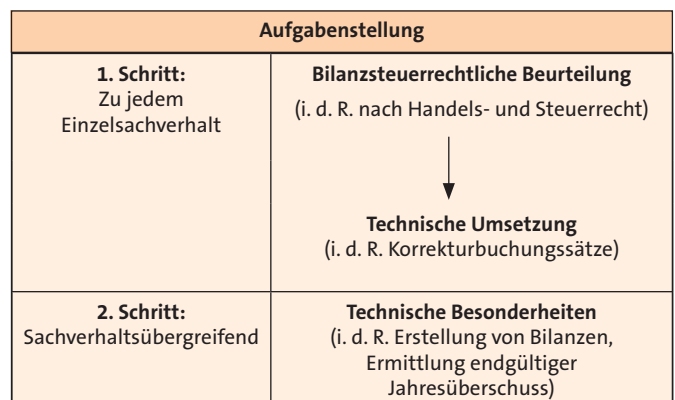 Aufgabenstellung
1. Schritt:
Zu jedem
Einzelsachverhalt
Bilanzsteuerrechtliche Beurteilung
(i. d. R. nach Handels- und Steuerrecht)
Technische Umsetzung
(i. d. R. Korrekturbuchungssätze)
2. Schritt:
Sachverhaltsübergreifend
Technische Besonderheiten
(i. d. R. Erstellung von Bilanzen,
Ermittlung endgültiger
Jahresüberschuss)